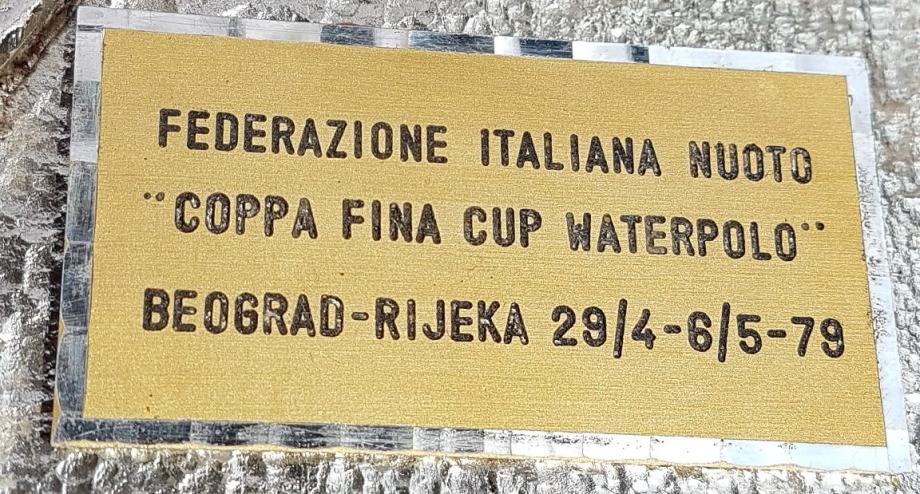 FEDERAZIONE ITALIANA NUOTO
"COPPA FINA CUP WATERPOLO"
BEOGRAD-RIJEKA 29/4-6/5-79